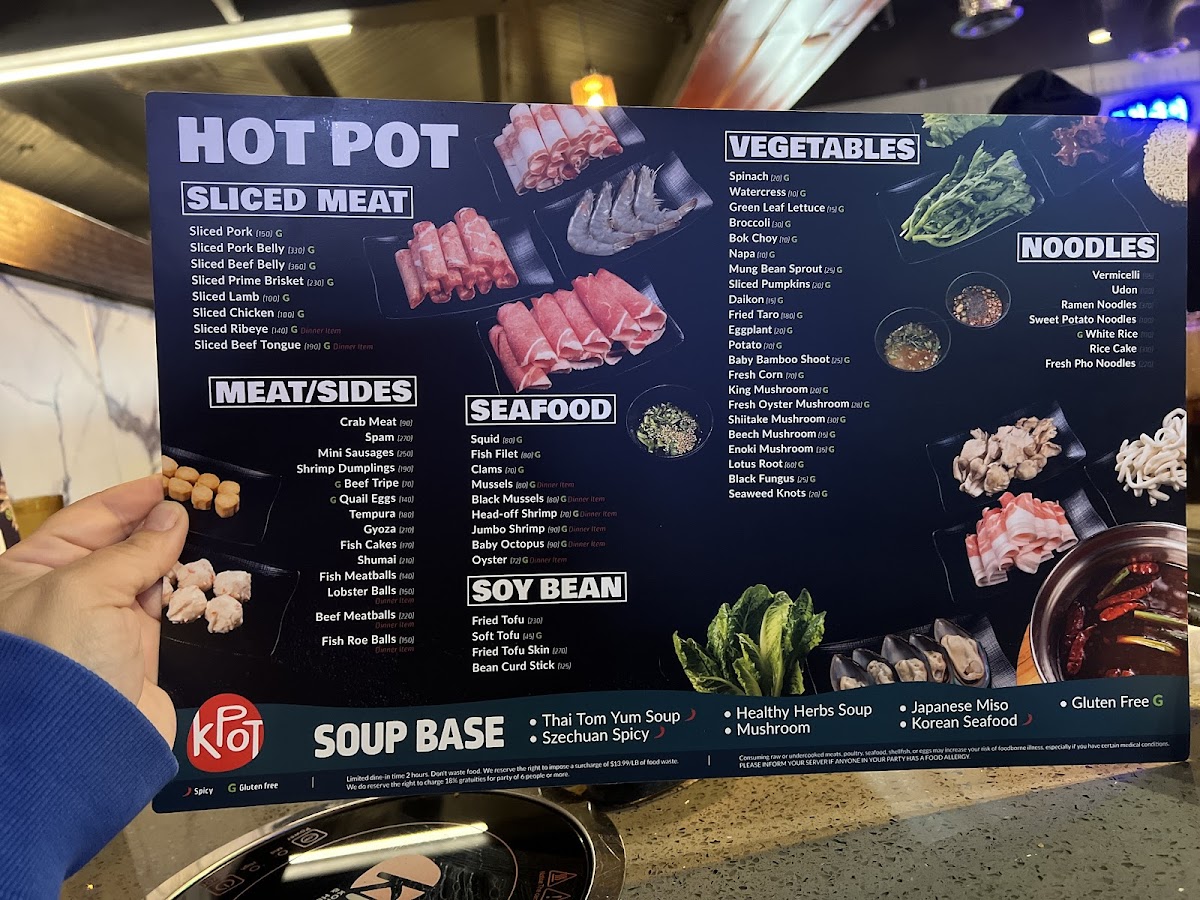 HOT POT
SLICED MEAT
Sliced Pork (150) G
Sliced Pork Belly (330) G
Sliced Beef Belly (360) G
Sliced Prime Brisket (230) G
Sliced Lamb (100) G
Sliced Chicken (100) G
Sliced Ribeye (140) G Dinner Item
Sliced Beef Tongue (190) G Dinner Item
MEAT/SIDES
Crab Meat (90)
Spam (270)
Mini Sausages (250)
Shrimp Dumplings (190)
G Beef Tripe (70)
G Quail Eggs (140)
Tempura (180)
Gyoza (210)
Fish Cakes (170)
Shumai (210)
Fish Meatballs (140)
Lobster Balls (150)
Dinner Item
Beef Meatballs (220)
Dinner Item
Fish Roe Balls (150)
Dinner Item
SEAFOOD
Squid (80) G
Fish Filet (80) G
Clams (70) G
Mussels (80) G Dinner Item
Black Mussels (60) G Dinner Item
Head-off Shrimp (70) G Dinner Item
Jumbo Shrimp (90) G Dinner Item
Baby Octopus (90) G Dinner Item
Oyster (72) G Dinner Item
SOY BEAN
Fried Tofu (230)
Soft Tofu (45) G
Fried Tofu Skin (270)
Bean Curd Stick (125)
VEGETABLES
Spinach (20) G
Watercress (10) G
Green Leaf Lettuce (15) G
Broccoli (30) G
Bok Choy (10) G
Napa (10) G
Mung Bean Sprout (25) G
Sliced Pumpkins (20) G
Daikon (15) G
Fried Taro (180) G
Eggplant (20) G
Potato (70) G
Baby Bamboo Shoot (25) G
Fresh Corn (70) G
King Mushroom (20) G
Fresh Oyster Mushroom (28) G
Shiitake Mushroom (30) G
Beech Mushroom (15) G
Enoki Mushroom (35) G
Lotus Root (60) G
Black Fungus (25) G
Seaweed Knots (20) G
NOODLES
Vermicelli
Udon
Ramen Noodles
Sweet Potato Noodles
G White Rice
Rice Cake
Fresh Pho Noodles
KPOT
SOUP BASE
• Thai Tom Yum Soup
• Szechuan Spicy
• Healthy Herbs Soup
• Mushroom
• Japanese Miso
• Korean Seafood
• Gluten Free G
Spicy
G Gluten free
Limited dine-in time 2 hours. Don't waste food. We reserve the right to impose a surcharge of $13.99/LB of food waste.
We do reserve the right to charge 18% gratuities for party of 6 people or more.
Consuming raw or undercooked meats, poultry, seafood, shellfish, or eggs may increase your risk of foodborne illness, especially if you have certain medical conditions.
PLEASE INFORM YOUR SERVER IF ANYONE IN YOUR PARTY HAS A FOOD ALLERGY.